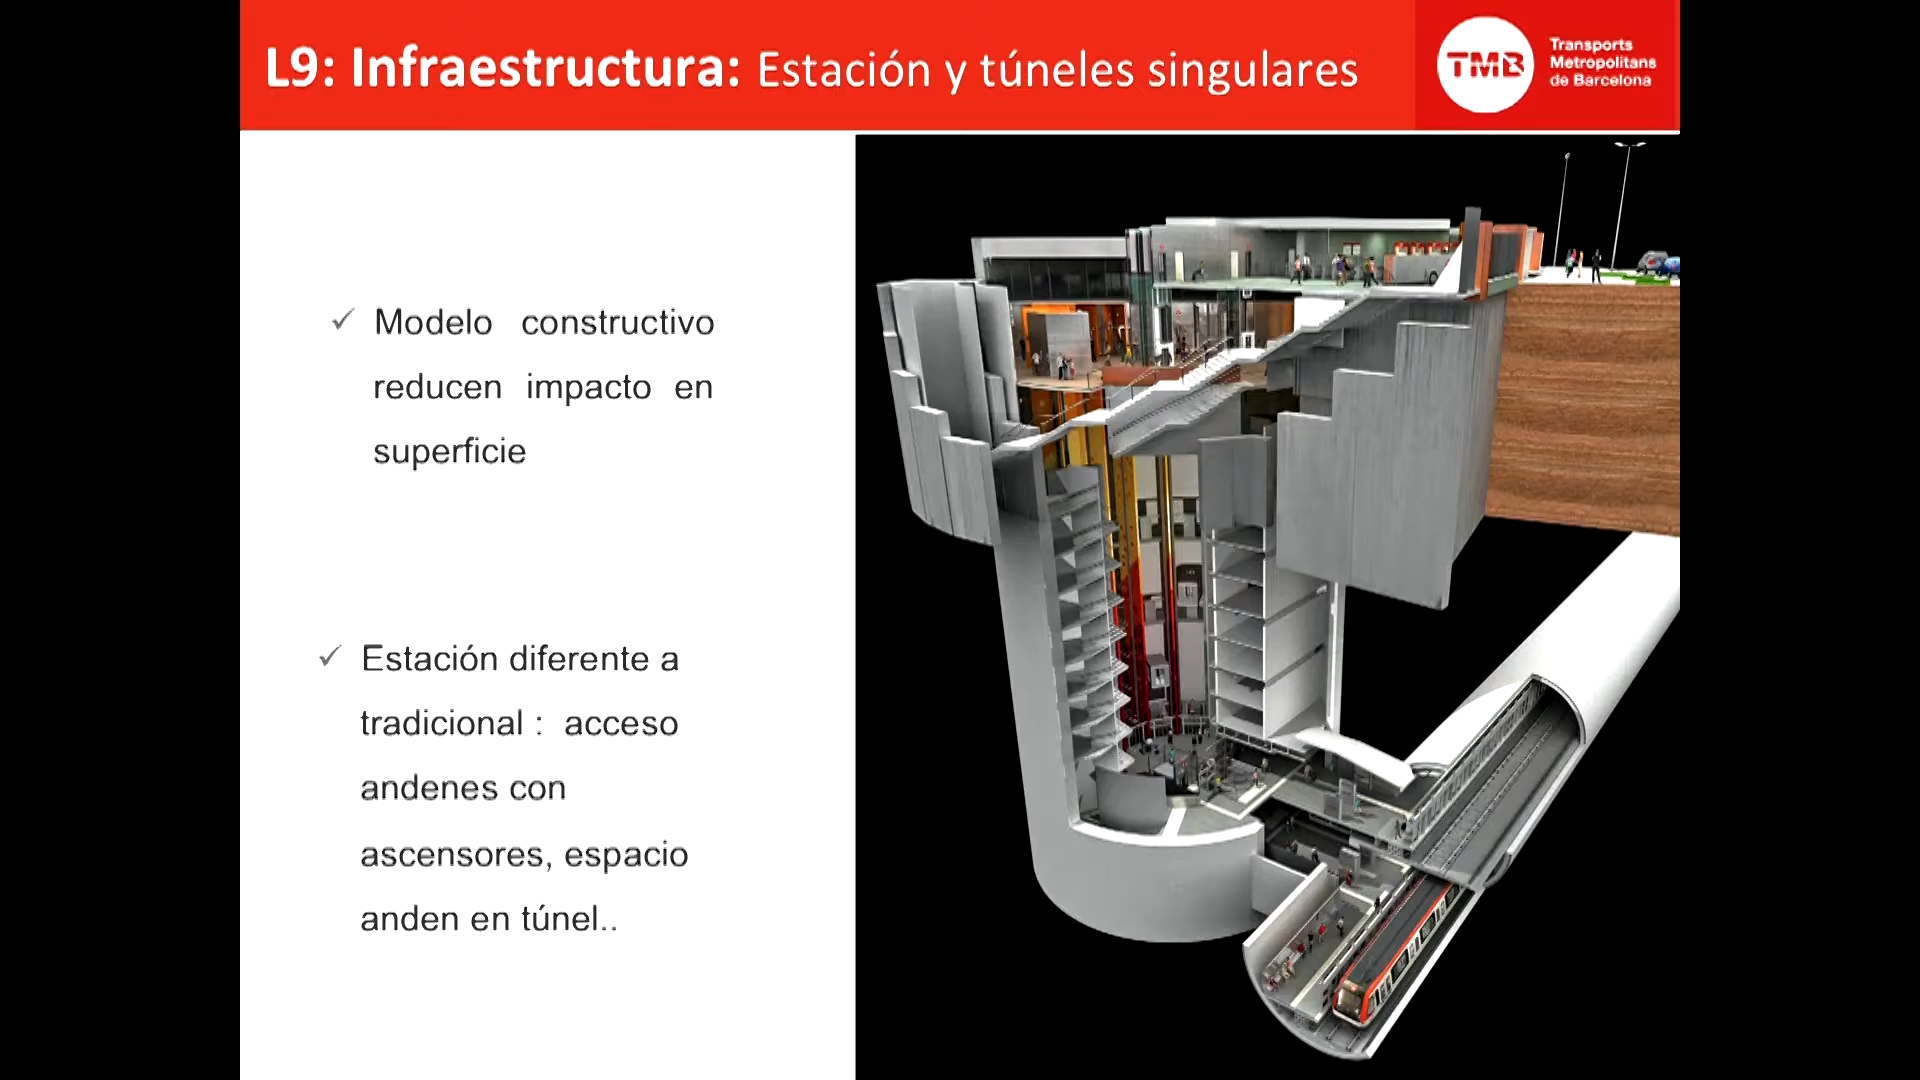 L9: Infraestructura: Estación y túneles singulares
TMB
Transports
Metropolitans
de Barcelona
✓ Modelo constructivo
reducen impacto en
superficie
✓ Estación diferente a
tradicional : acceso
andenes con
ascensores, espacio
anden en túnel..